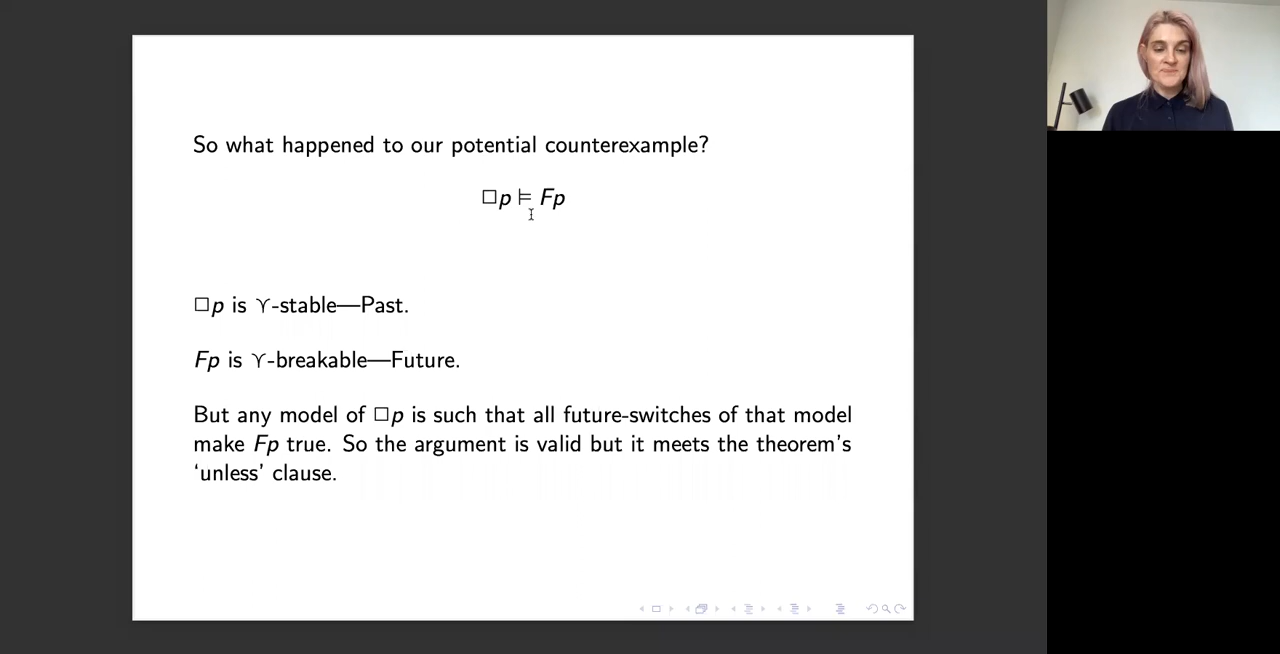 So what happened to our potential counterexample?
□p ⊨ Fp
□p is ϒ-stable—Past.
Fp is ϒ-breakable—Future.
But any model of □p is such that all future-switches of that model
make Fp true. So the argument is valid but it meets the theorem's
‘unless’ clause.